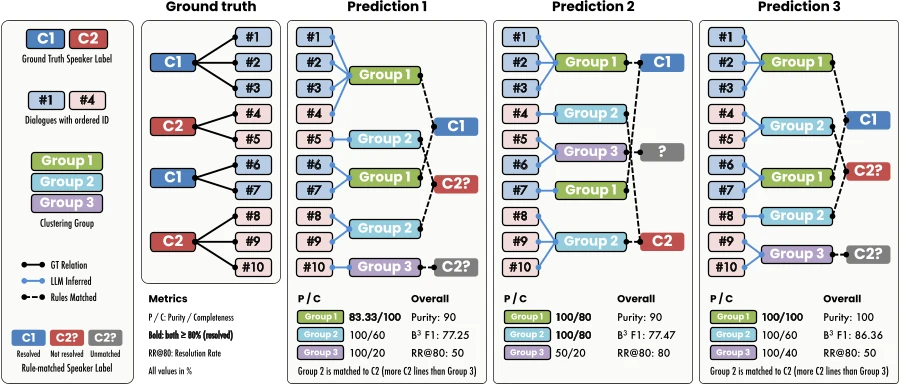 C1 C2
Ground Truth Speaker Label
#1 #4
Dialogues with ordered ID
Group 1
Group 2
Group 3
Clustering Group
GT Relation
LLM Inferred
Rules Matched
C1 C2? C2?
Resolved Not resolved Unmatched
Rule-matched Speaker Label
Ground truth
C1
C2
C1
C2
#1
#2
#3
#4
#5
#6
#7
#8
#9
#10
Metrics
P / C: Purity / Completeness
Bold: both ≥ 80% (resolved)
RR@80: Resolution Rate
All values in %
Prediction 1
#1
#2
#3
#4
#5
#6
#7
#8
#9
#10
Group 1
Group 2
Group 1
Group 2
Group 3
C1
C2?
C2?
P / C Overall
Group 1 83.33/100 Purity: 90
Group 2 100/60 B³ F1: 77.25
Group 3 100/20 RR@80: 50
Group 2 is matched to C2 (more C2 lines than Group 3)
Prediction 2
#1
#2
#3
#4
#5
#6
#7
#8
#9
#10
Group 1
Group 2
Group 3
Group 1
Group 2
C1
?
C2
P / C Overall
Group 1 100/80 Purity: 90
Group 2 100/80 B³ F1: 77.47
Group 3 50/20 RR@80: 80
Prediction 3
#1
#2
#3
#4
#5
#6
#7
#8
#9
#10
Group 1
Group 2
Group 1
Group 2
Group 3
C1
C2?
C2?
P / C Overall
Group 1 100/100 Purity: 100
Group 2 100/60 B³ F1: 86.36
Group 3 100/40 RR@80: 50
Group 2 is matched to C2 (more C2 lines than Group 3)